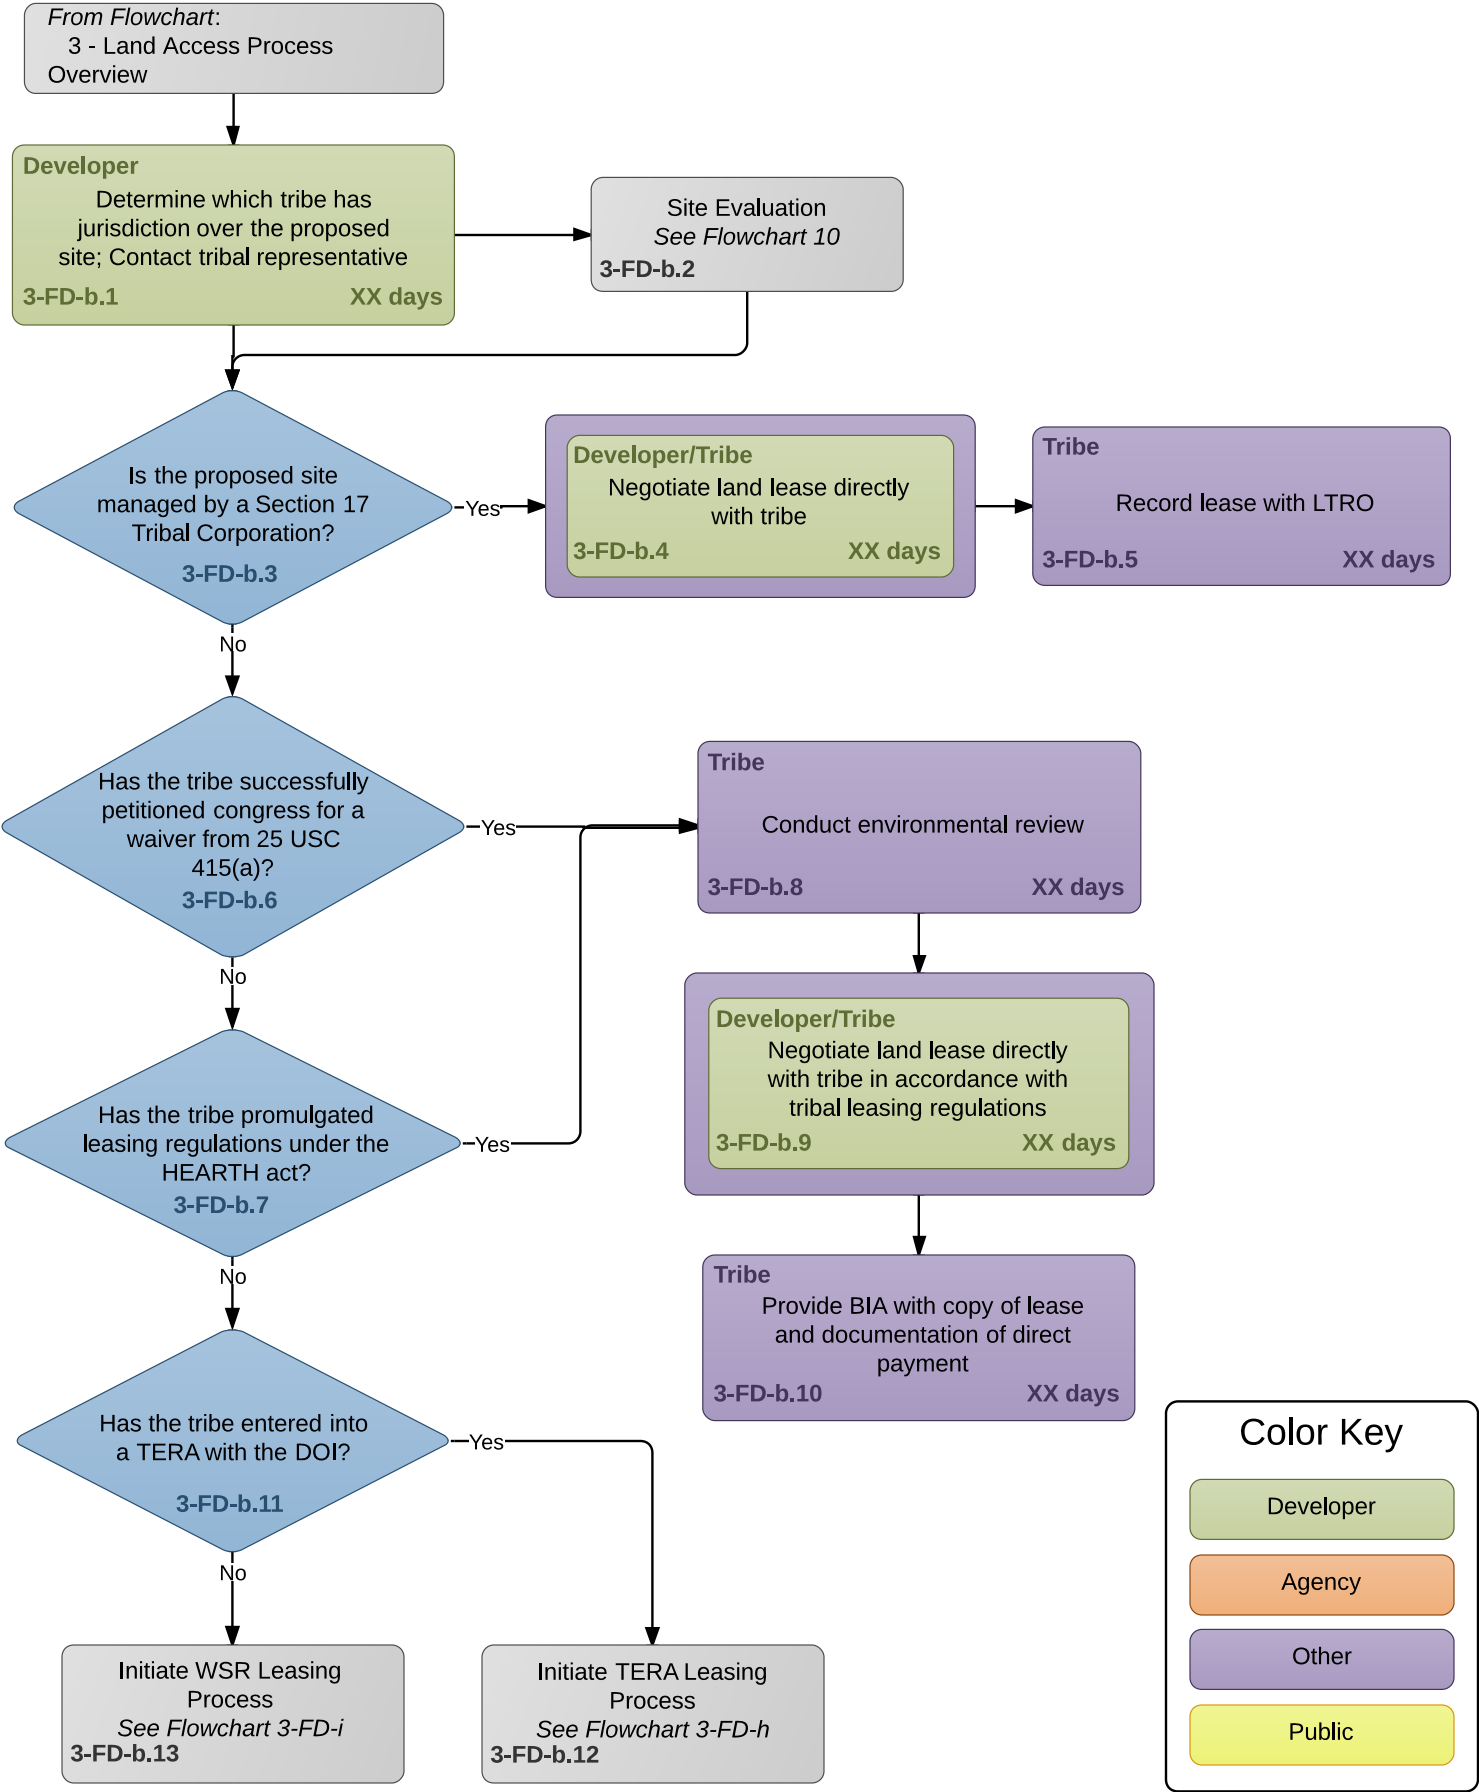 From Flowchart:
3 - Land Access Process
Overview
Developer
Determine which tribe has
jurisdiction over the proposed
site; Contact tribal representative
3-FD-b.1 XX days
Site Evaluation
See Flowchart 10
3-FD-b.2
Is the proposed site
managed by a Section 17
Tribal Corporation?
3-FD-b.3
Yes
Developer/Tribe
Negotiate land lease directly
with tribe
3-FD-b.4 XX days
Tribe
Record lease with LTRO
3-FD-b.5 XX days
No
Has the tribe successfully
petitioned congress for a
waiver from 25 USC
415(a)?
3-FD-b.6
Yes
Tribe
Conduct environmental review
3-FD-b.8 XX days
No
Has the tribe promulgated
leasing regulations under the
HEARTH act?
3-FD-b.7
Yes
Developer/Tribe
Negotiate land lease directly
with tribe in accordance with
tribal leasing regulations
3-FD-b.9 XX days
No
Tribe
Provide BIA with copy of lease
and documentation of direct
payment
3-FD-b.10 XX days
Has the tribe entered into
a TERA with the DOI?
3-FD-b.11
Yes
No
Initiate WSR Leasing
Process
See Flowchart 3-FD-i
3-FD-b.13
Initiate TERA Leasing
Process
See Flowchart 3-FD-h
3-FD-b.12
Color Key
Developer
Agency
Other
Public